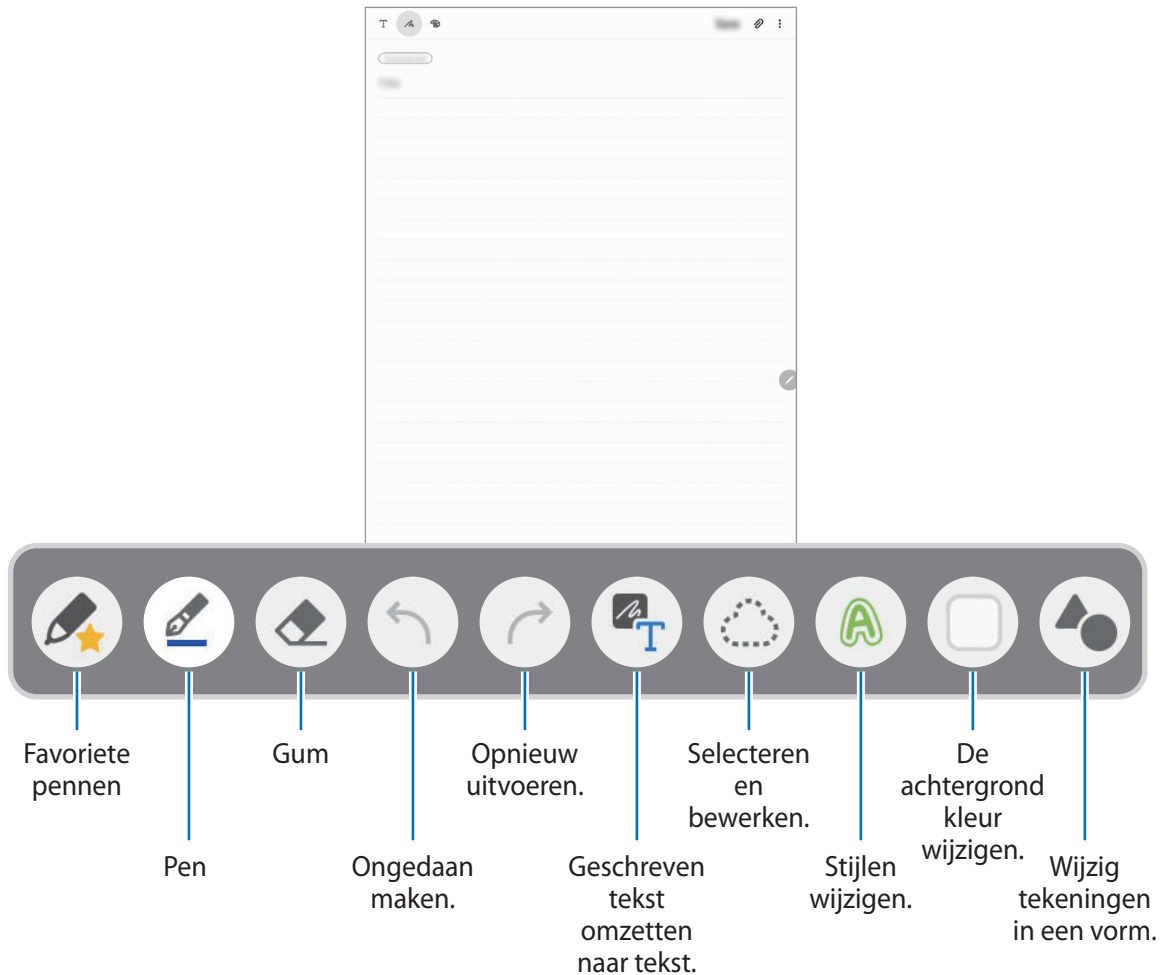 T
Favoriete
pennen
Pen
Gum
Ongedaan
maken.
Opnieuw
uitvoeren.
Geschreven
tekst
omzetten
naar tekst.
Selecteren
en
bewerken.
Stijlen
wijzigen.
De
achtergrond
kleur
wijzigen.
Wijzig
tekeningen
in een vorm.